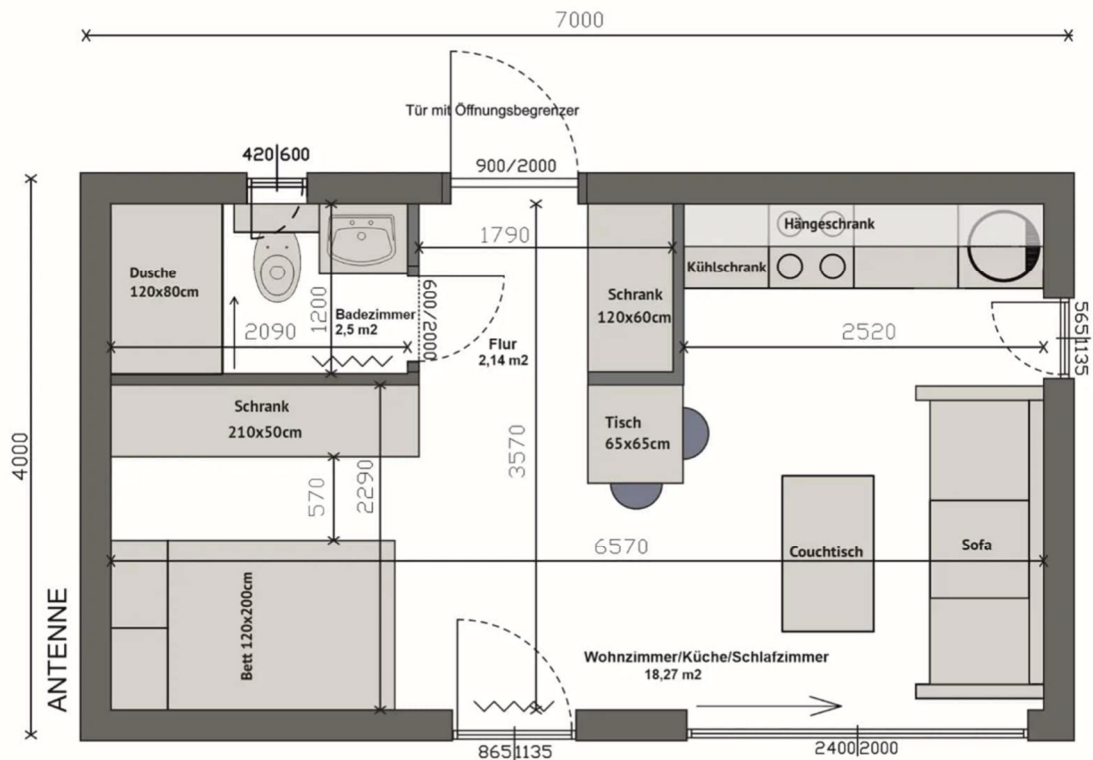 7000
Tür mit Öffnungsbegrenzer
420|600
900/2000
Hängeschrank
1790
Dusche
120x80cm
Kühlschrank
Schrank
120x60cm
1200
Badezimmer
2,5 m2
600/2000
2090
Flur
2,14 m2
2520
565|1135
Schrank
210x50cm
Tisch
65x65cm
4000
3570
2290
570
6570
Couchtisch
Sofa
Bett 120x200cm
ANTENNE
Wohnzimmer/Küche/Schlafzimmer
18,27 m2
865|1135
2400|2000